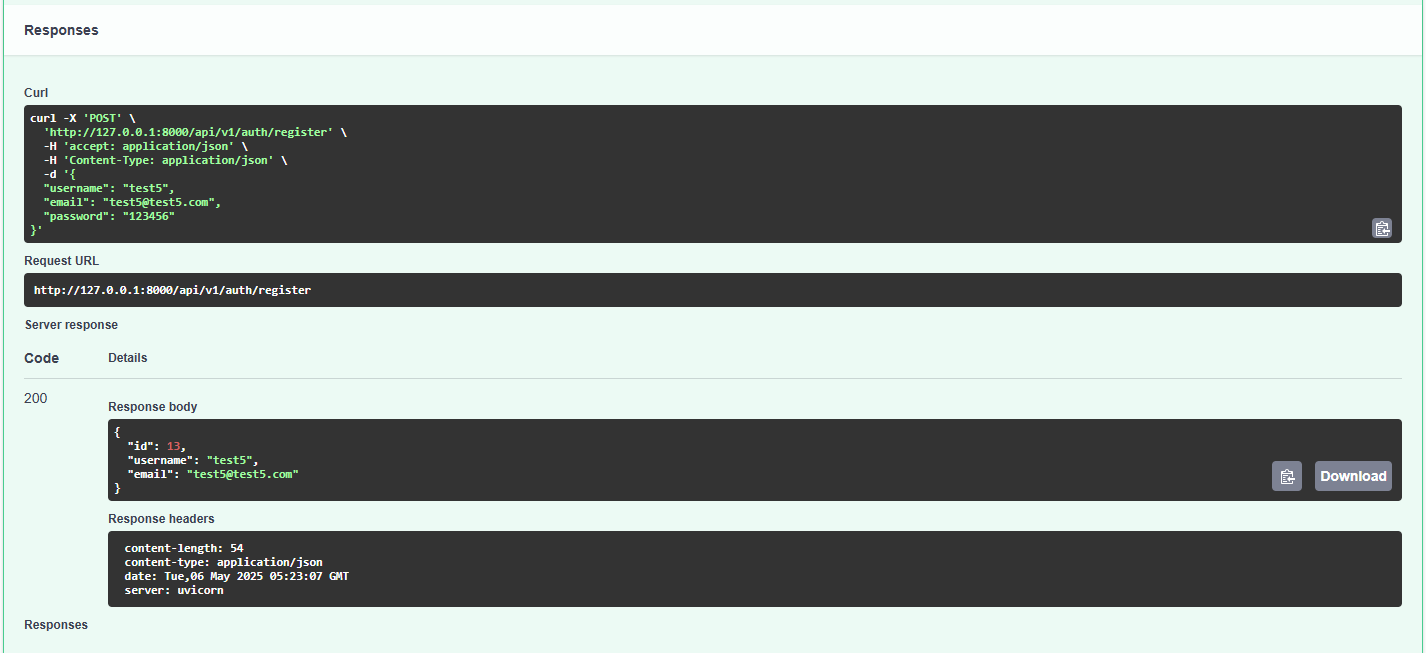 Responses
Curl
curl -X 'POST' \
  'http://127.0.0.1:8000/api/v1/auth/register' \
  -H 'accept: application/json' \
  -H 'Content-Type: application/json' \
  -d '{
  "username": "test5",
  "email": "test5@test5.com",
  "password": "123456"
}'
Request URL
http://127.0.0.1:8000/api/v1/auth/register
Server response
Code Details
200
Response body
{
  "id": 13,
  "username": "test5",
  "email": "test5@test5.com"
}
Download
Response headers
content-length: 54
content-type: application/json
date: Tue,06 May 2025 05:23:07 GMT
server: uvicorn
Responses